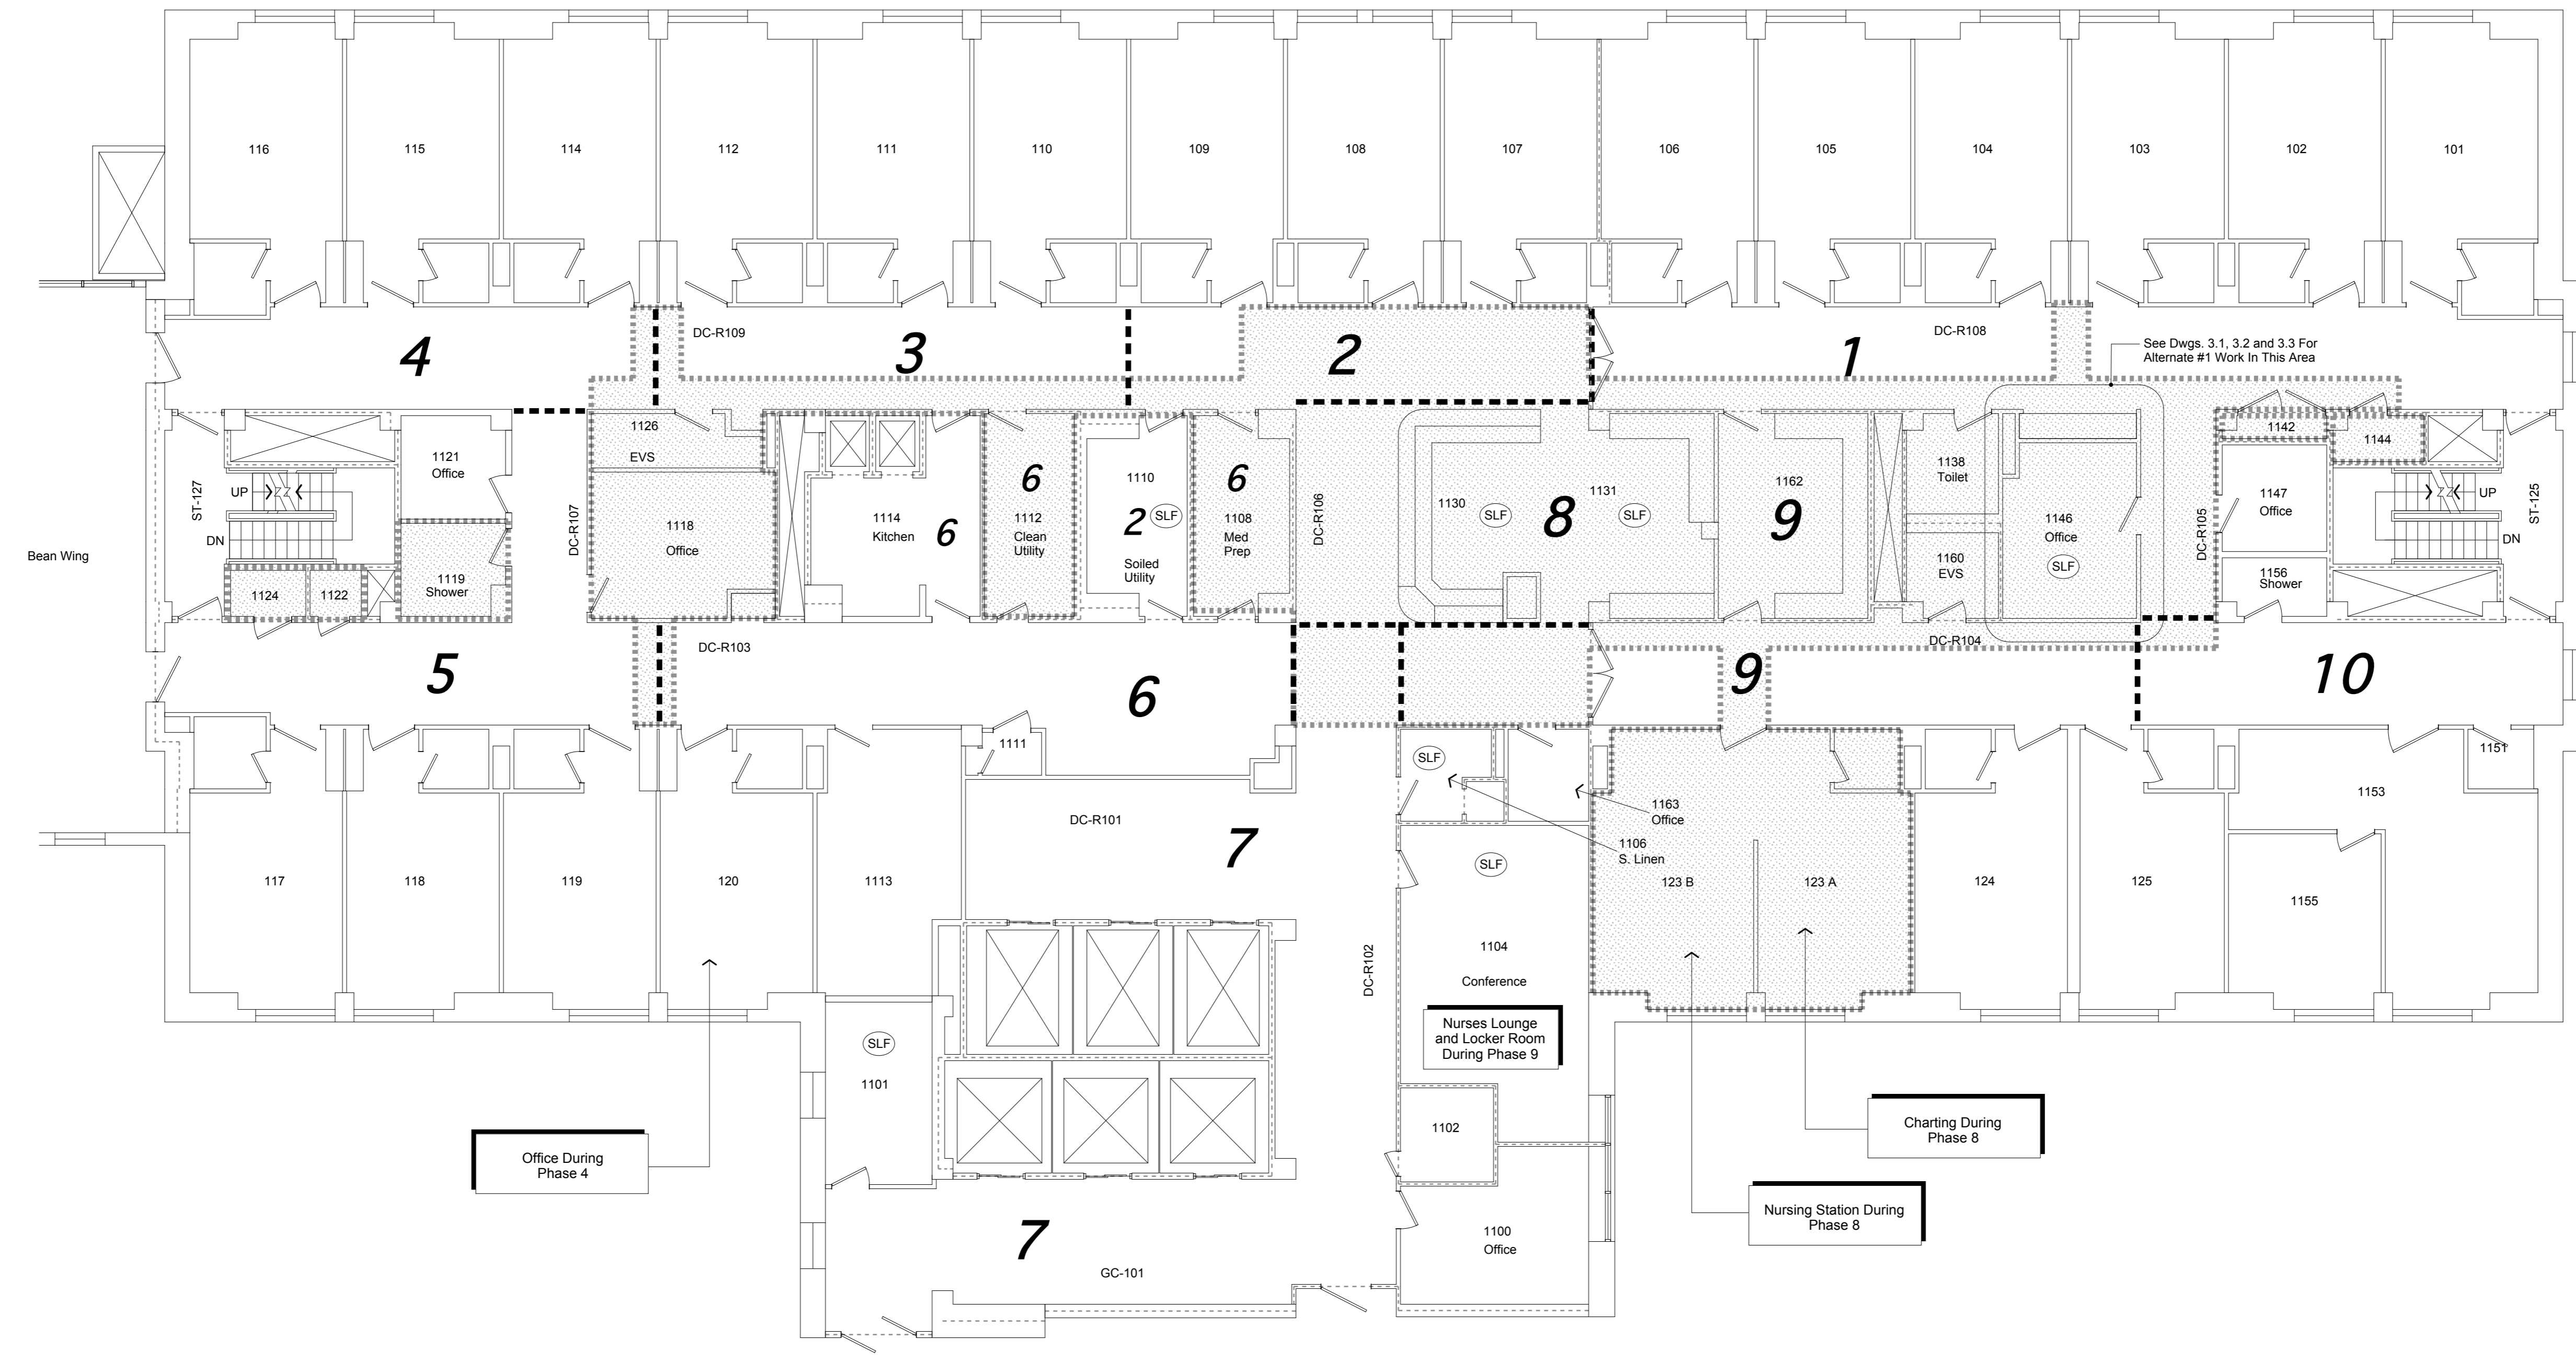 116
115
114
112
111
110
109
108
107
106
105
104
103
102
101
DC-R109
DC-R108
4
3
2
1
See Dwgs. 3.1, 3.2 and 3.3 For
Alternate #1 Work In This Area
1126
EVS
1121
Office
UP
DN
ST-127
1119
Shower
1124
1122
DC-R107
1118
Office
1114
Kitchen
6
6
1112
Clean
Utility
1110
2
SLF
Soiled
Utility
6
1108
Med
Prep
DC-R106
1130
SLF
8
1131
SLF
1162
9
1138
Toilet
1160
EVS
1146
Office
SLF
DC-R105
1142
1144
1147
Office
1156
Shower
UP
DN
ST-125
Bean Wing
DC-R103
DC-R104
5
6
9
10
1111
SLF
1163
Office
1106
S. Linen
1151
1153
DC-R101
7
SLF
117
118
119
120
1113
123 B
123 A
124
125
1155
DC-R102
1104
Conference
Nurses Lounge
and Locker Room
During Phase 9
SLF
1101
1102
Charting During
Phase 8
Office During
Phase 4
Nursing Station During
Phase 8
7
1100
Office
GC-101